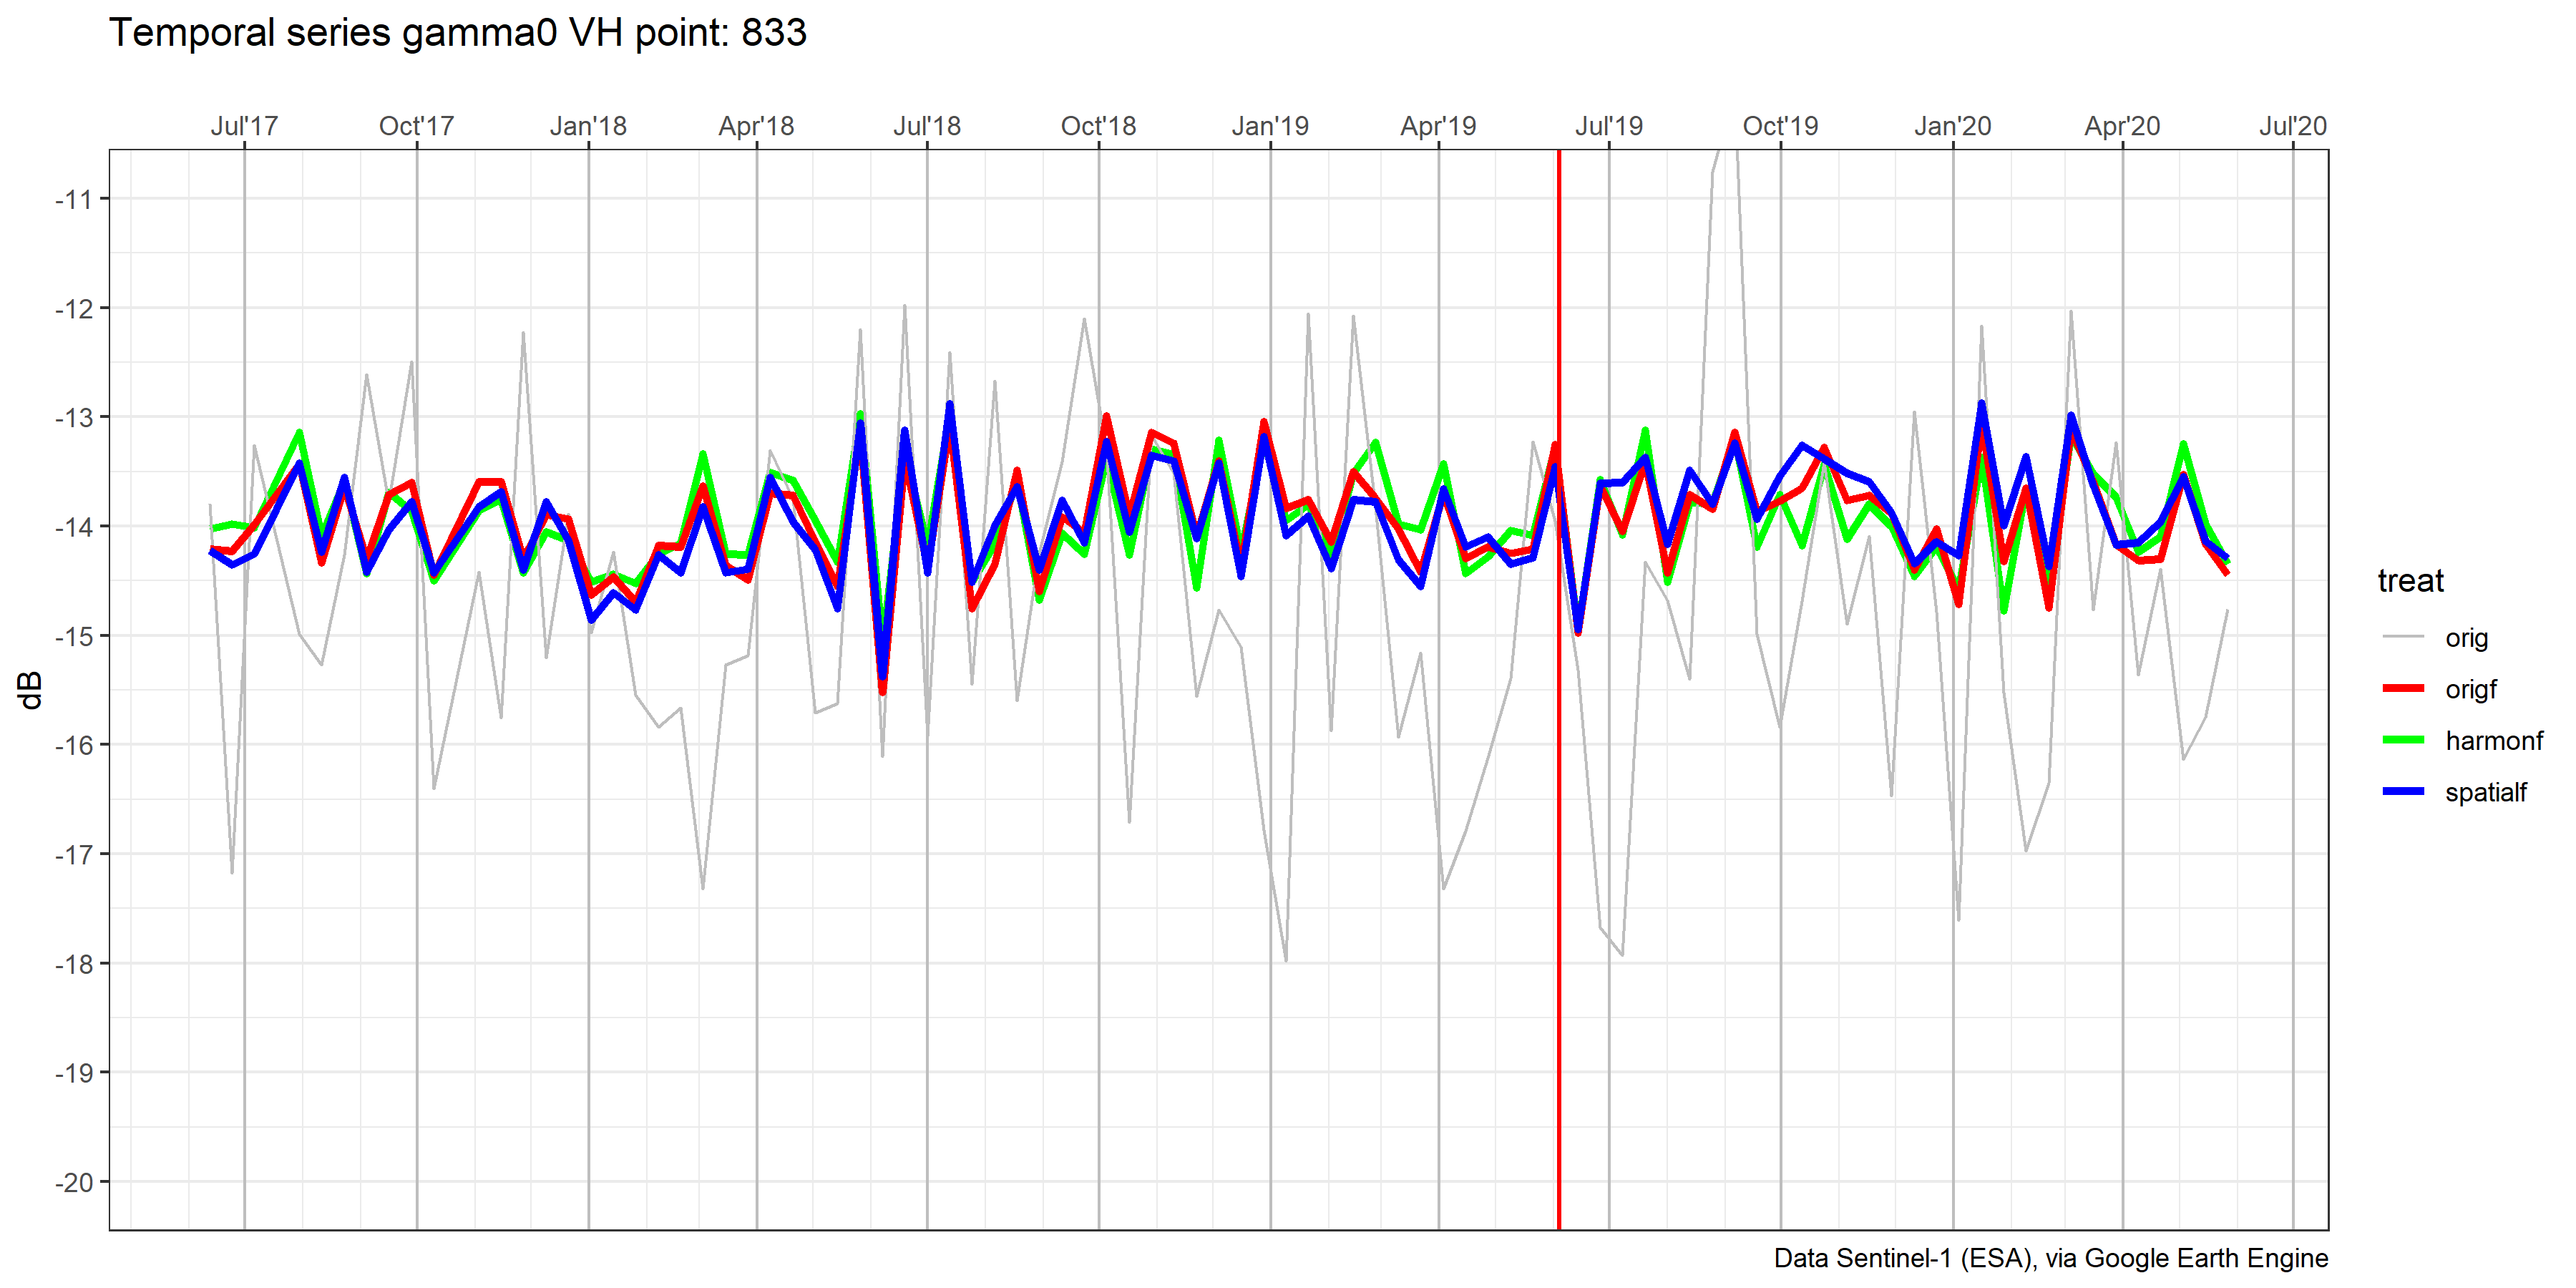 Temporal series gamma0 VH point: 833
Jul'17 Oct'17 Jan'18 Apr'18 Jul'18 Oct'18 Jan'19 Apr'19 Jul'19 Oct'19 Jan'20 Apr'20 Jul'20
-11
-12
-13
-14
-15
-16
-17
-18
-19
-20
dB
treat
orig
origf
harmonf
spatialf
Data Sentinel-1 (ESA), via Google Earth Engine